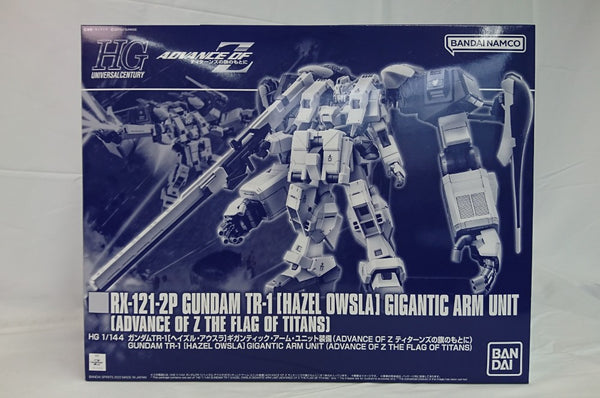 HG
UNIVERSAL CENTURY
ADVANCE OF Z
ティターンズの旗のもとに
BANDAI NAMCO
RX-121-2P GUNDAM TR-1 [HAZEL OWSLA] GIGANTIC ARM UNIT
[ADVANCE OF Z THE FLAG OF TITANS]
HG 1/144 ガンダムTR-1[ヘイズル・アウスラ]ギガンティック・アーム・ユニット装備(ADVANCE OF Z ティターンズの旗のもとに)
GUNDAM TR-1 [HAZEL OWSLA] GIGANTIC ARM UNIT (ADVANCE OF Z THE FLAG OF TITANS)
BAN
DAI